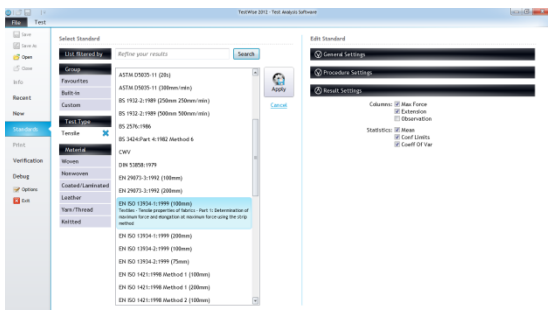 TestWise 2012 - Test Analysis Software
File
Test
Save
Save As
Open
Close
Info
Recent
New
Standards
Print
Verification
Debug
Options
Exit
Select Standard
List filtered by
Refine your results
Search
Group
Favourites
Built-in
Custom
Test Type
Tensile
Material
Woven
Nonwoven
Coated/Laminated
Leather
Yarn/Thread
Knitted
ASTM D5035-11 (20s)
ASTM D5035-11 (300mm/min)
BS 1932-2:1989 (250mm 250mm/min)
BS 1932-2:1989 (500mm 500mm/min)
BS 2576:1986
BS 3424:Part 4:1982 Method 6
CWV
DIN 53858:1979
EN 29073-3:1992 (100mm)
EN 29073-3:1992 (200mm)
EN ISO 13934-1:1999 (100mm)
Textiles - Tensile properties of fabrics - Part 1: Determination of
maximum force and elongation at maximum force using the strip
method
EN ISO 13934-1:1999 (200mm)
EN ISO 13934-2:1999 (100mm)
EN ISO 13934-2:1999 (75mm)
EN ISO 1421:1998 Method 1 (100mm)
EN ISO 1421:1998 Method 1 (200mm)
EN ISO 1421:1998 Method 2 (100mm)
Apply
Cancel
Edit Standard
General Settings
Procedure Settings
Result Settings
Columns: Max Force
Extension
Observation
Statistics: Mean
Conf Limits
Coeff Of Var